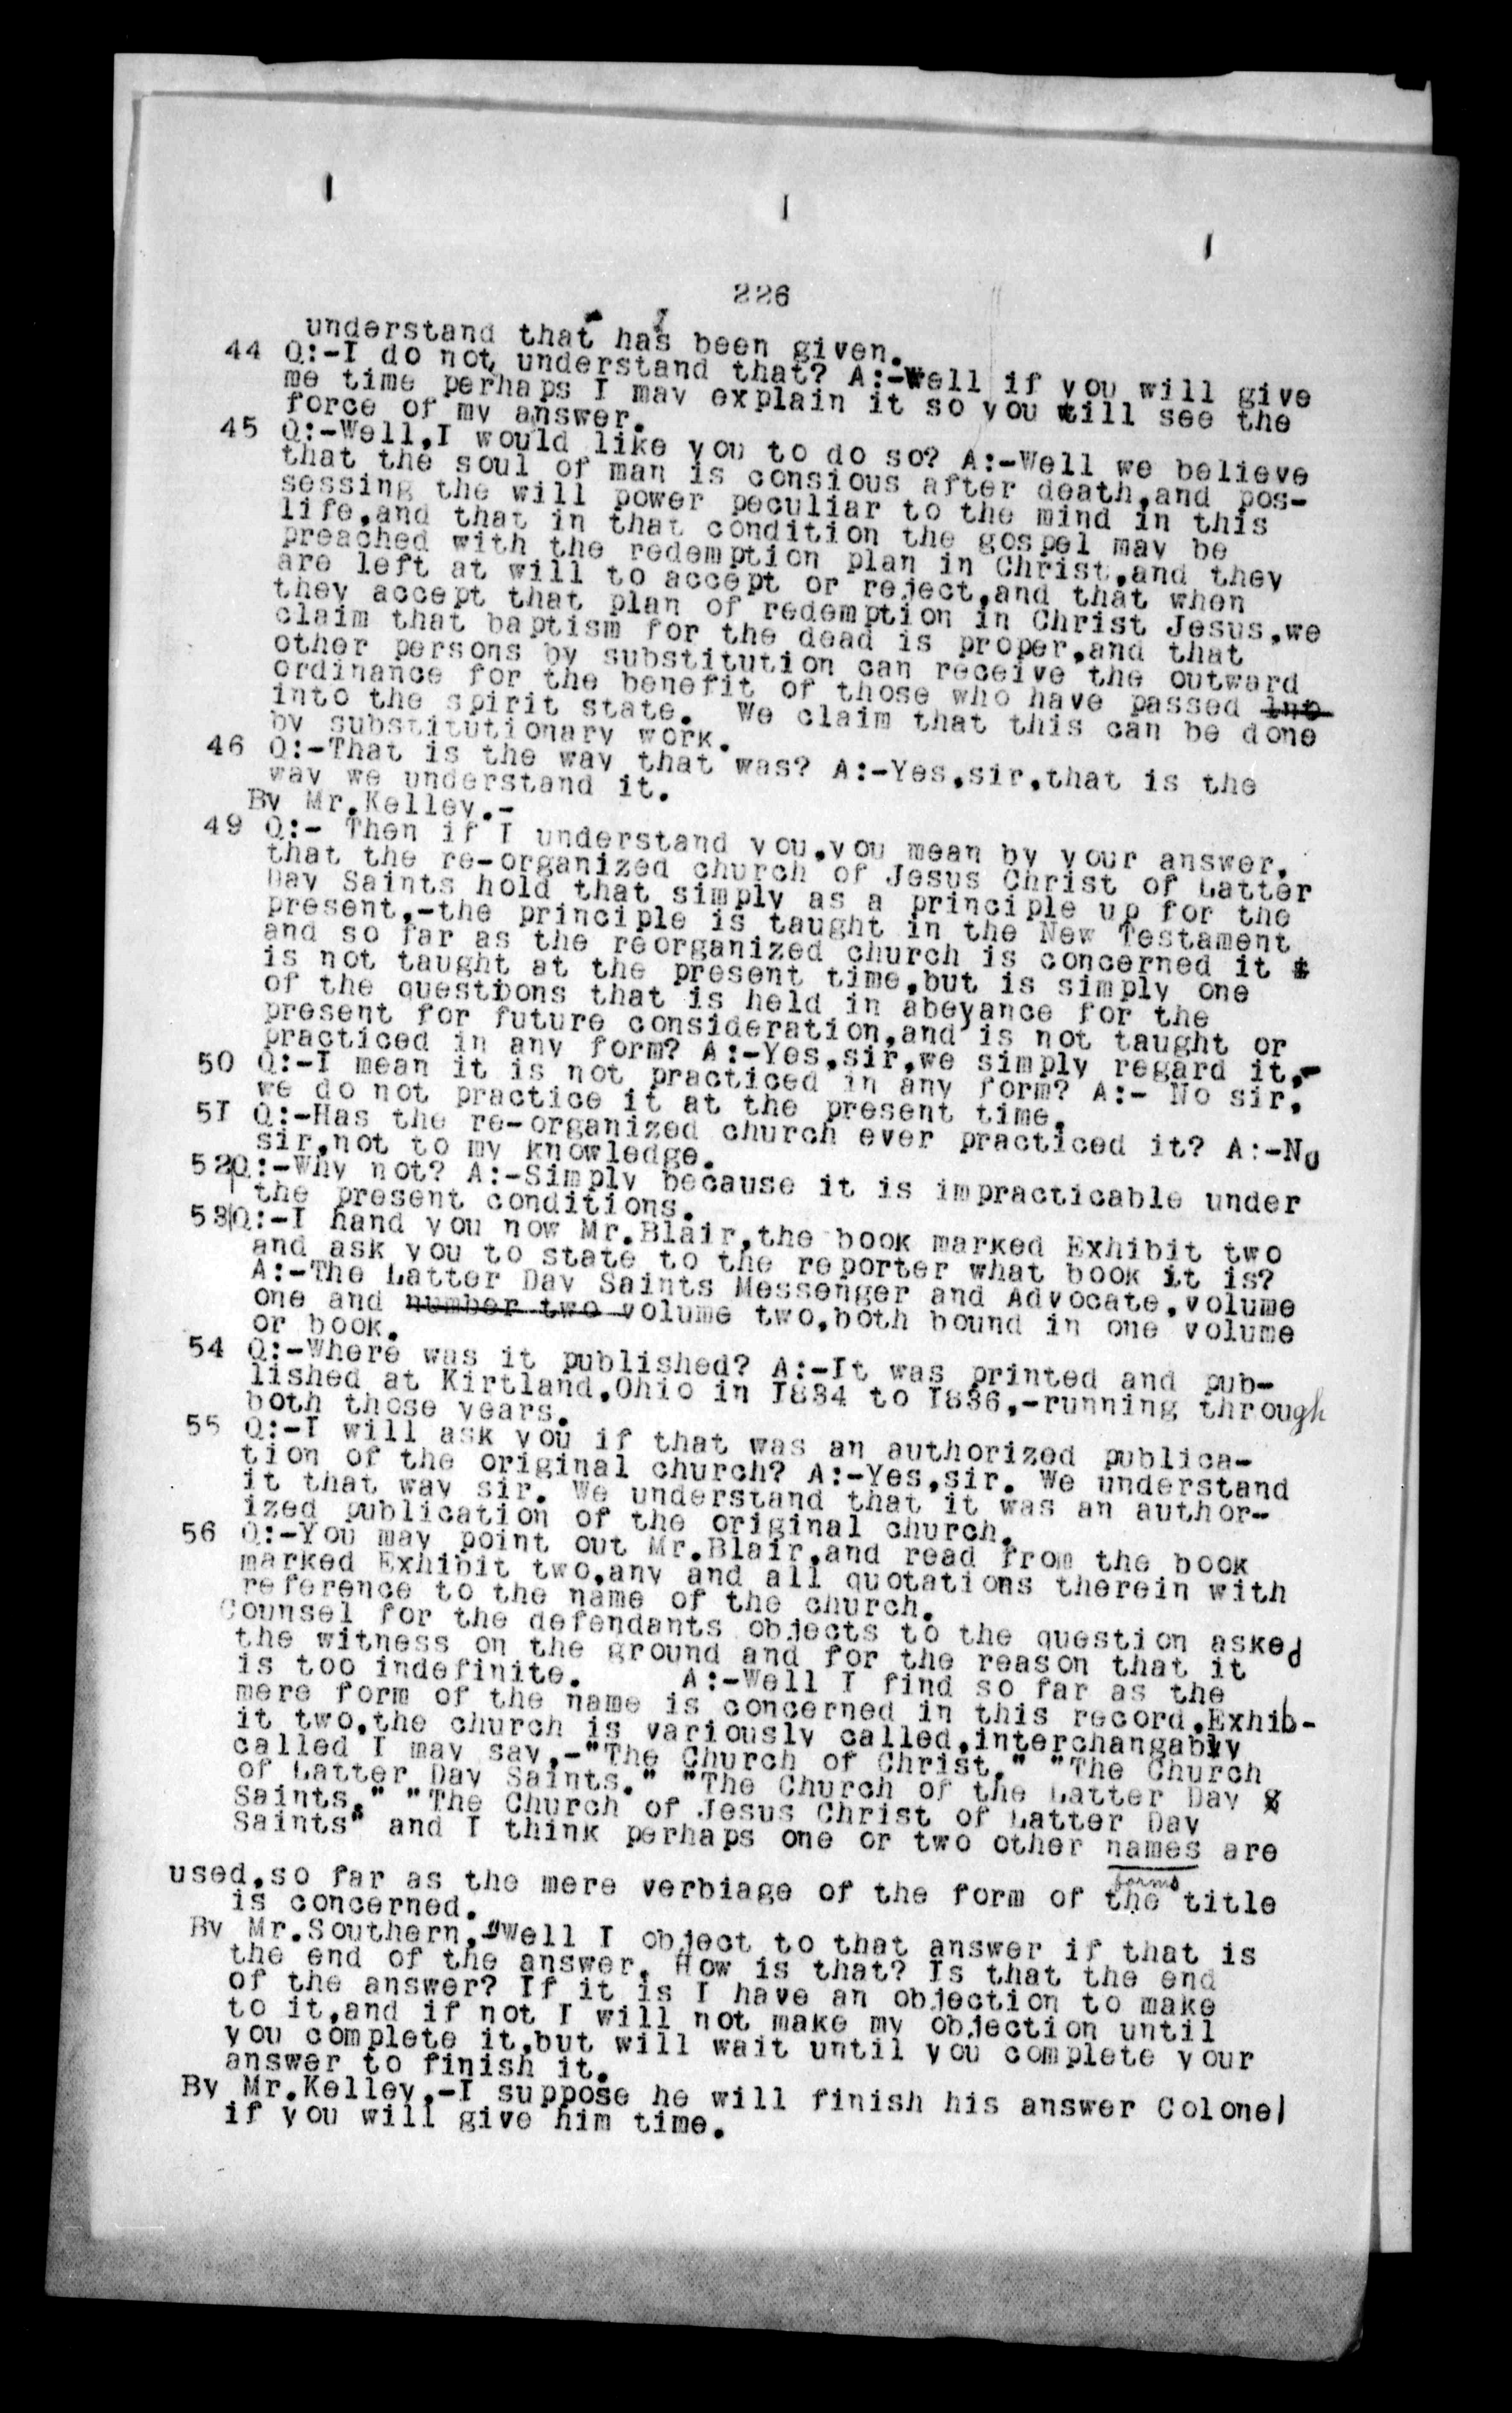 226
understand that has been given.
44 Q:-I do not understand that? A:-Well if you will give
me time perhaps I may explain it so you will see the
force of my answer.
45 Q:-Well,I would like you to do so? A:-Well we believe
that the soul of man is consious after death,and pos-
sessing the will power peculiar to the mind in this
life,and that in that condition the gospel may be
preached with the redemption plan in Christ,and they
are left at will to accept or reject,and that when
they accept that plan of redemption in Christ Jesus,we
claim that baptism for the dead is proper,and that
other persons by substitution can receive the outward
ordinance for the benefit of those who have passed into
into the spirit state. We claim that this can be done
by substitutionary work.
46 Q:-That is the way that was? A:-Yes,sir,that is the
way we understand it.
By Mr.Kelley.-
49 Q:- Then if I understand you,you mean by your answer,
that the re-organized church of Jesus Christ of Latter
Day Saints hold that simply as a principle up for the
present,-the principle is taught in the New Testament
and so far as the reorganized church is concerned it
is not taught at the present time,but is simply one
of the questions that is held in abeyance for the
present for future consideration,and is not taught or
practiced in any form? A:-Yes,sir,we simply regard it,-
50 Q:-I mean it is not practiced in any form? A:- No sir,
we do not practice it at the present time.
51 Q:-Has the re-organized church ever practiced it? A:-No
sir,not to my knowledge.
52 Q:-Why not? A:-Simply because it is impracticable under
the present conditions.
53 Q:-I hand you now Mr.Blair,the book marked Exhibit two
and ask you to state to the reporter what book it is?
A:-The Latter Day Saints Messenger and Advocate,volume
one and number two volume two,both bound in one volume
or book.
54 Q:-Where was it published? A:-It was printed and pub-
lished at Kirtland,Ohio in I834 to I836,-running through
both those years.
55 Q:-I will ask you if that was an authorized publica-
tion of the original church? A:-Yes,sir. We understand
it that way sir. We understand that it was an author-
ized publication of the original church.
56 Q:-You may point out Mr.Blair,and read from the book
marked Exhibit two,any and all quotations therein with
reference to the name of the church.
Counsel for the defendants objects to the question asked
the witness on the ground and for the reason that it
is too indefinite. A:-Well I find so far as the
mere form of the name is concerned in this record,Exhib-
it two,the church is variously called,interchangably
called I may say,-"The Church of Christ," "The Church
of Latter Day Saints." "The Church of the Latter Day
Saints," "The Church of Jesus Christ of Latter Day
Saints" and I think perhaps one or two other names are
forms
used,so far as the mere verbiage of the form of the title
is concerned.
By Mr.Southern,-"Well I object to that answer if that is
the end of the answer. How is that? Is that the end
of the answer? If it is I have an objection to make
to it,and if not I will not make my objection until
you complete it,but will wait until you complete your
answer to finish it.
By Mr.Kelley,-I suppose he will finish his answer Colonel
if you will give him time.